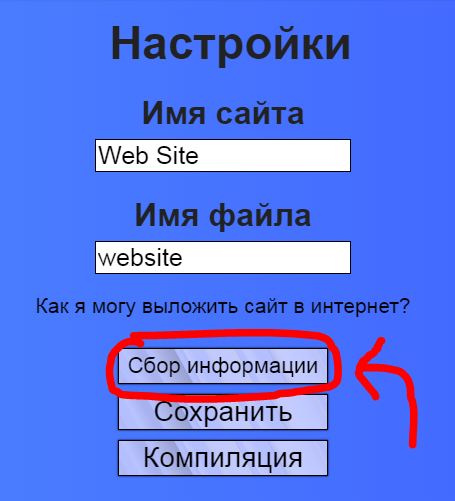 Настройки
Имя сайта
Web Site
Имя файла
website
Как я могу выложить сайт в интернет?
Сбор информации
Сохранить
Компиляция